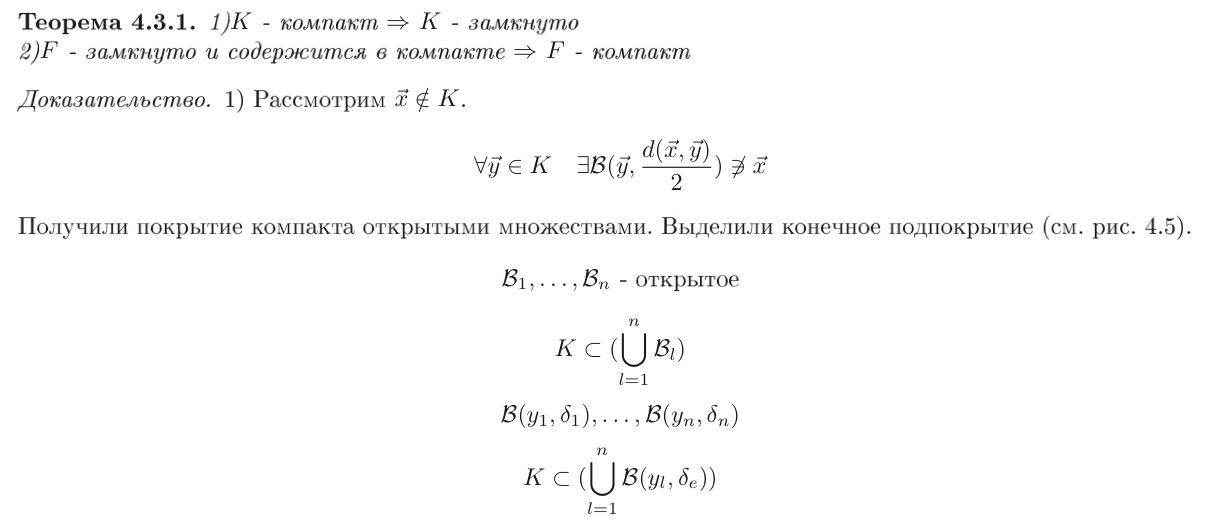 Теорема 4.3.1. 1)K - компакт ⇒ K - замкнуто
2)F - замкнуто и содержится в компакте ⇒ F - компакт
Доказательство. 1) Рассмотрим x⃗ ∉ K.
∀y⃗ ∈ K ∃ℬ(y⃗, d(x⃗, y⃗)/2) ∌ x⃗
Получили покрытие компакта открытыми множествами. Выделили конечное подпокрытие (см. рис. 4.5).
ℬ₁, . . . , ℬₙ - открытое
K ⊂ (⋃ₗ₌₁ⁿ ℬₗ)
ℬ(y₁, δ₁), . . . , ℬ(yₙ, δₙ)
K ⊂ (⋃ₗ₌₁ⁿ ℬ(yₗ, δₑ))